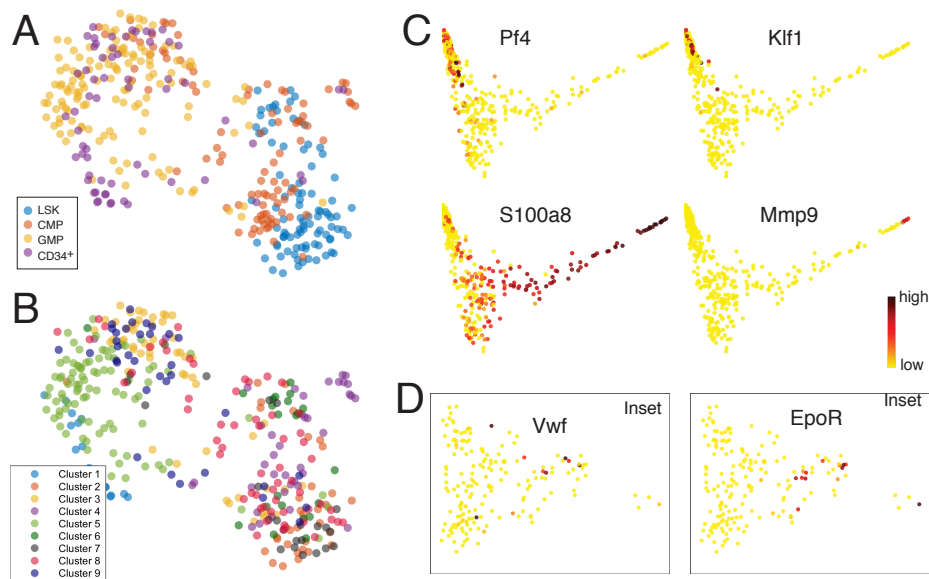 A
LSK
CMP
GMP
CD34+
B
Cluster 1
Cluster 2
Cluster 3
Cluster 4
Cluster 5
Cluster 6
Cluster 7
Cluster 8
Cluster 9
C
Pf4
Klf1
S100a8
Mmp9
high
low
D
Vwf
Inset
EpoR
Inset